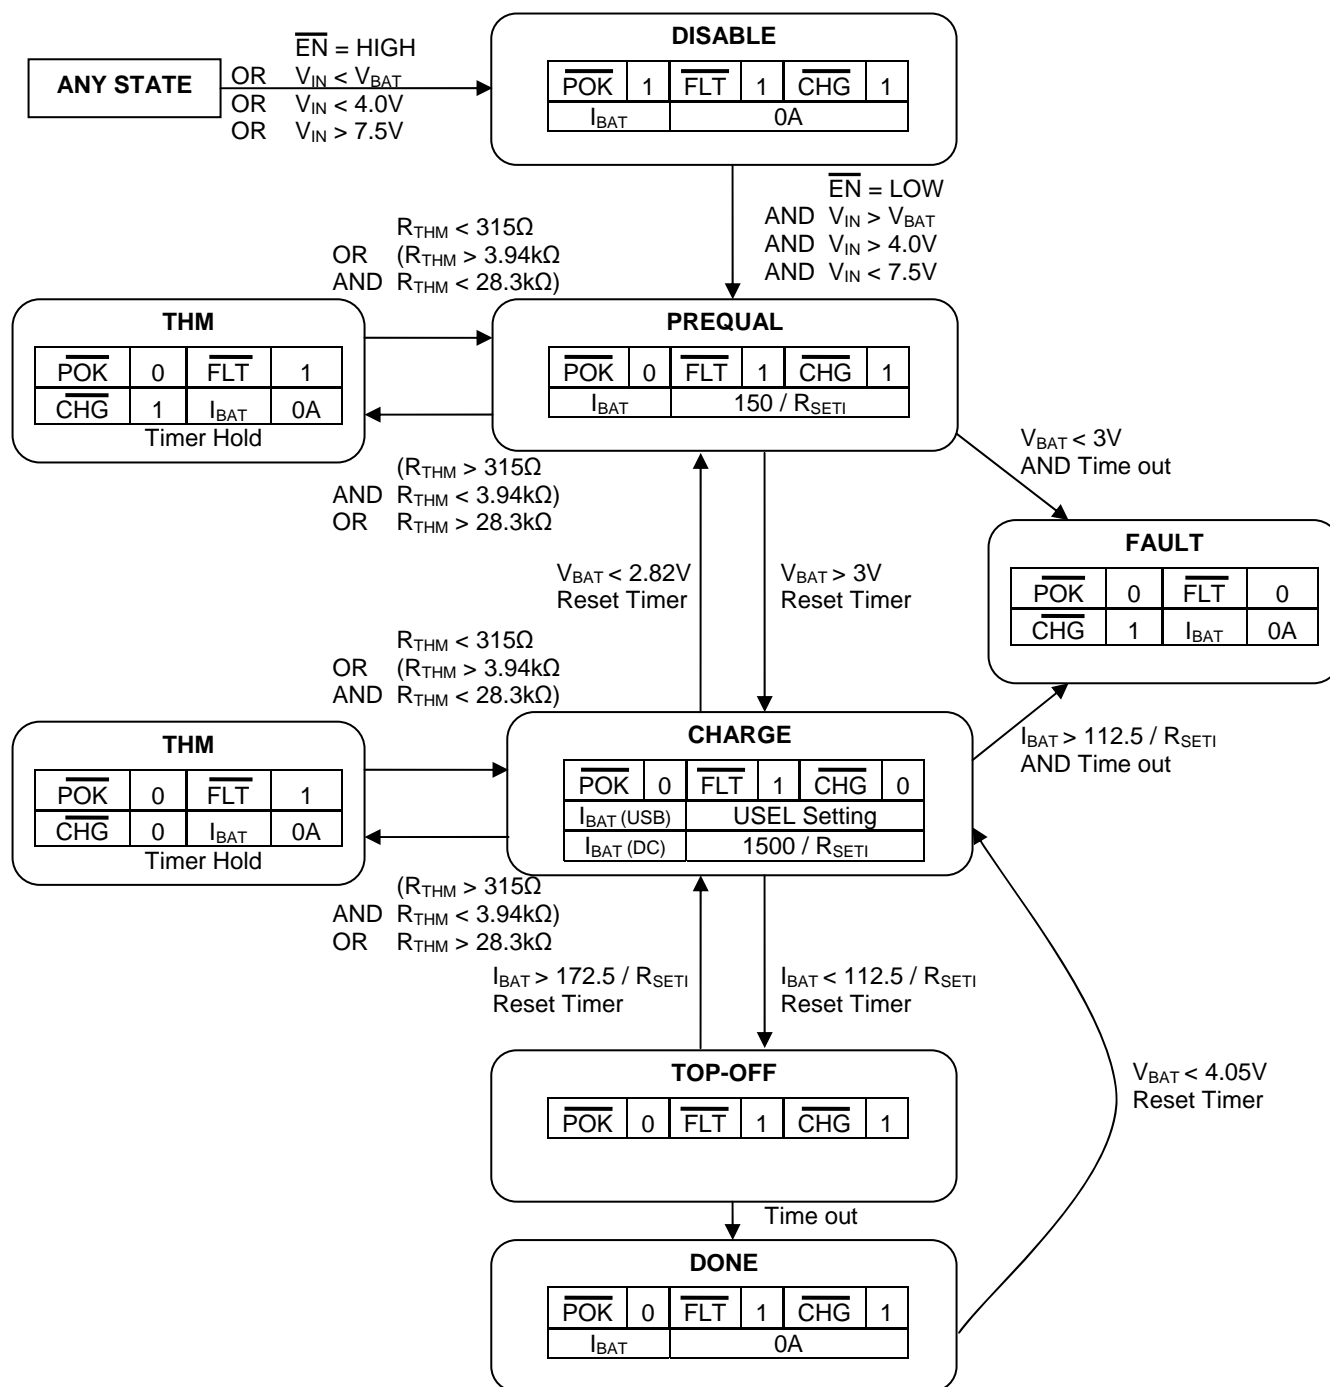 DISABLE
POK 1 FLT 1 CHG 1
I_BAT 0A
ANY STATE
EN = HIGH
OR V_IN < V_BAT
OR V_IN < 4.0V
OR V_IN > 7.5V
EN = LOW
AND V_IN > V_BAT
AND V_IN > 4.0V
AND V_IN < 7.5V
R_THM < 315Ω
OR (R_THM > 3.94kΩ
AND R_THM < 28.3kΩ)
THM
POK 0 FLT 1
CHG 1 I_BAT 0A
Timer Hold
PREQUAL
POK 0 FLT 1 CHG 1
I_BAT 150 / R_SETI
(R_THM > 315Ω
AND R_THM < 3.94kΩ)
OR R_THM > 28.3kΩ
V_BAT < 3V
AND Time out
FAULT
POK 0 FLT 0
CHG 1 I_BAT 0A
V_BAT < 2.82V
Reset Timer
V_BAT > 3V
Reset Timer
R_THM < 315Ω
OR (R_THM > 3.94kΩ
AND R_THM < 28.3kΩ)
THM
POK 0 FLT 1
CHG 0 I_BAT 0A
Timer Hold
CHARGE
POK 0 FLT 1 CHG 0
I_BAT (USB) USEL Setting
I_BAT (DC) 1500 / R_SETI
I_BAT > 112.5 / R_SETI
AND Time out
(R_THM > 315Ω
AND R_THM < 3.94kΩ)
OR R_THM > 28.3kΩ
I_BAT > 172.5 / R_SETI
Reset Timer
I_BAT < 112.5 / R_SETI
Reset Timer
TOP-OFF
POK 0 FLT 1 CHG 1
V_BAT < 4.05V
Reset Timer
Time out
DONE
POK 0 FLT 1 CHG 1
I_BAT 0A